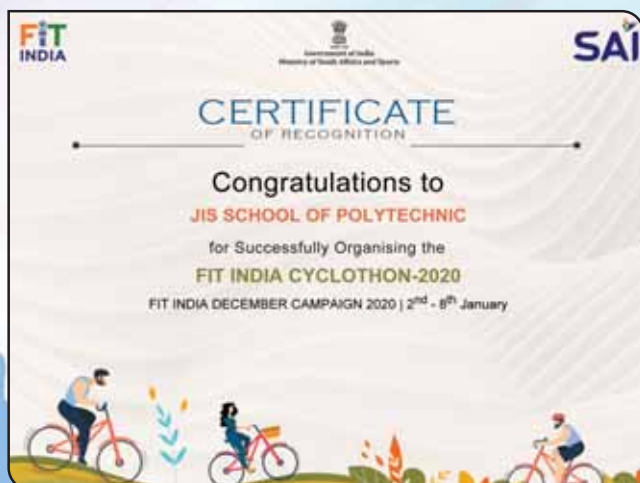 FiT
INDIA
Government of India
Ministry of Youth Affairs and Sports
SAI
CERTIFICATE
OF RECOGNITION
Congratulations to
JIS SCHOOL OF POLYTECHNIC
for Successfully Organising the
FIT INDIA CYCLOTHON-2020
FIT INDIA DECEMBER CAMPAIGN 2020 | 2nd - 8th January